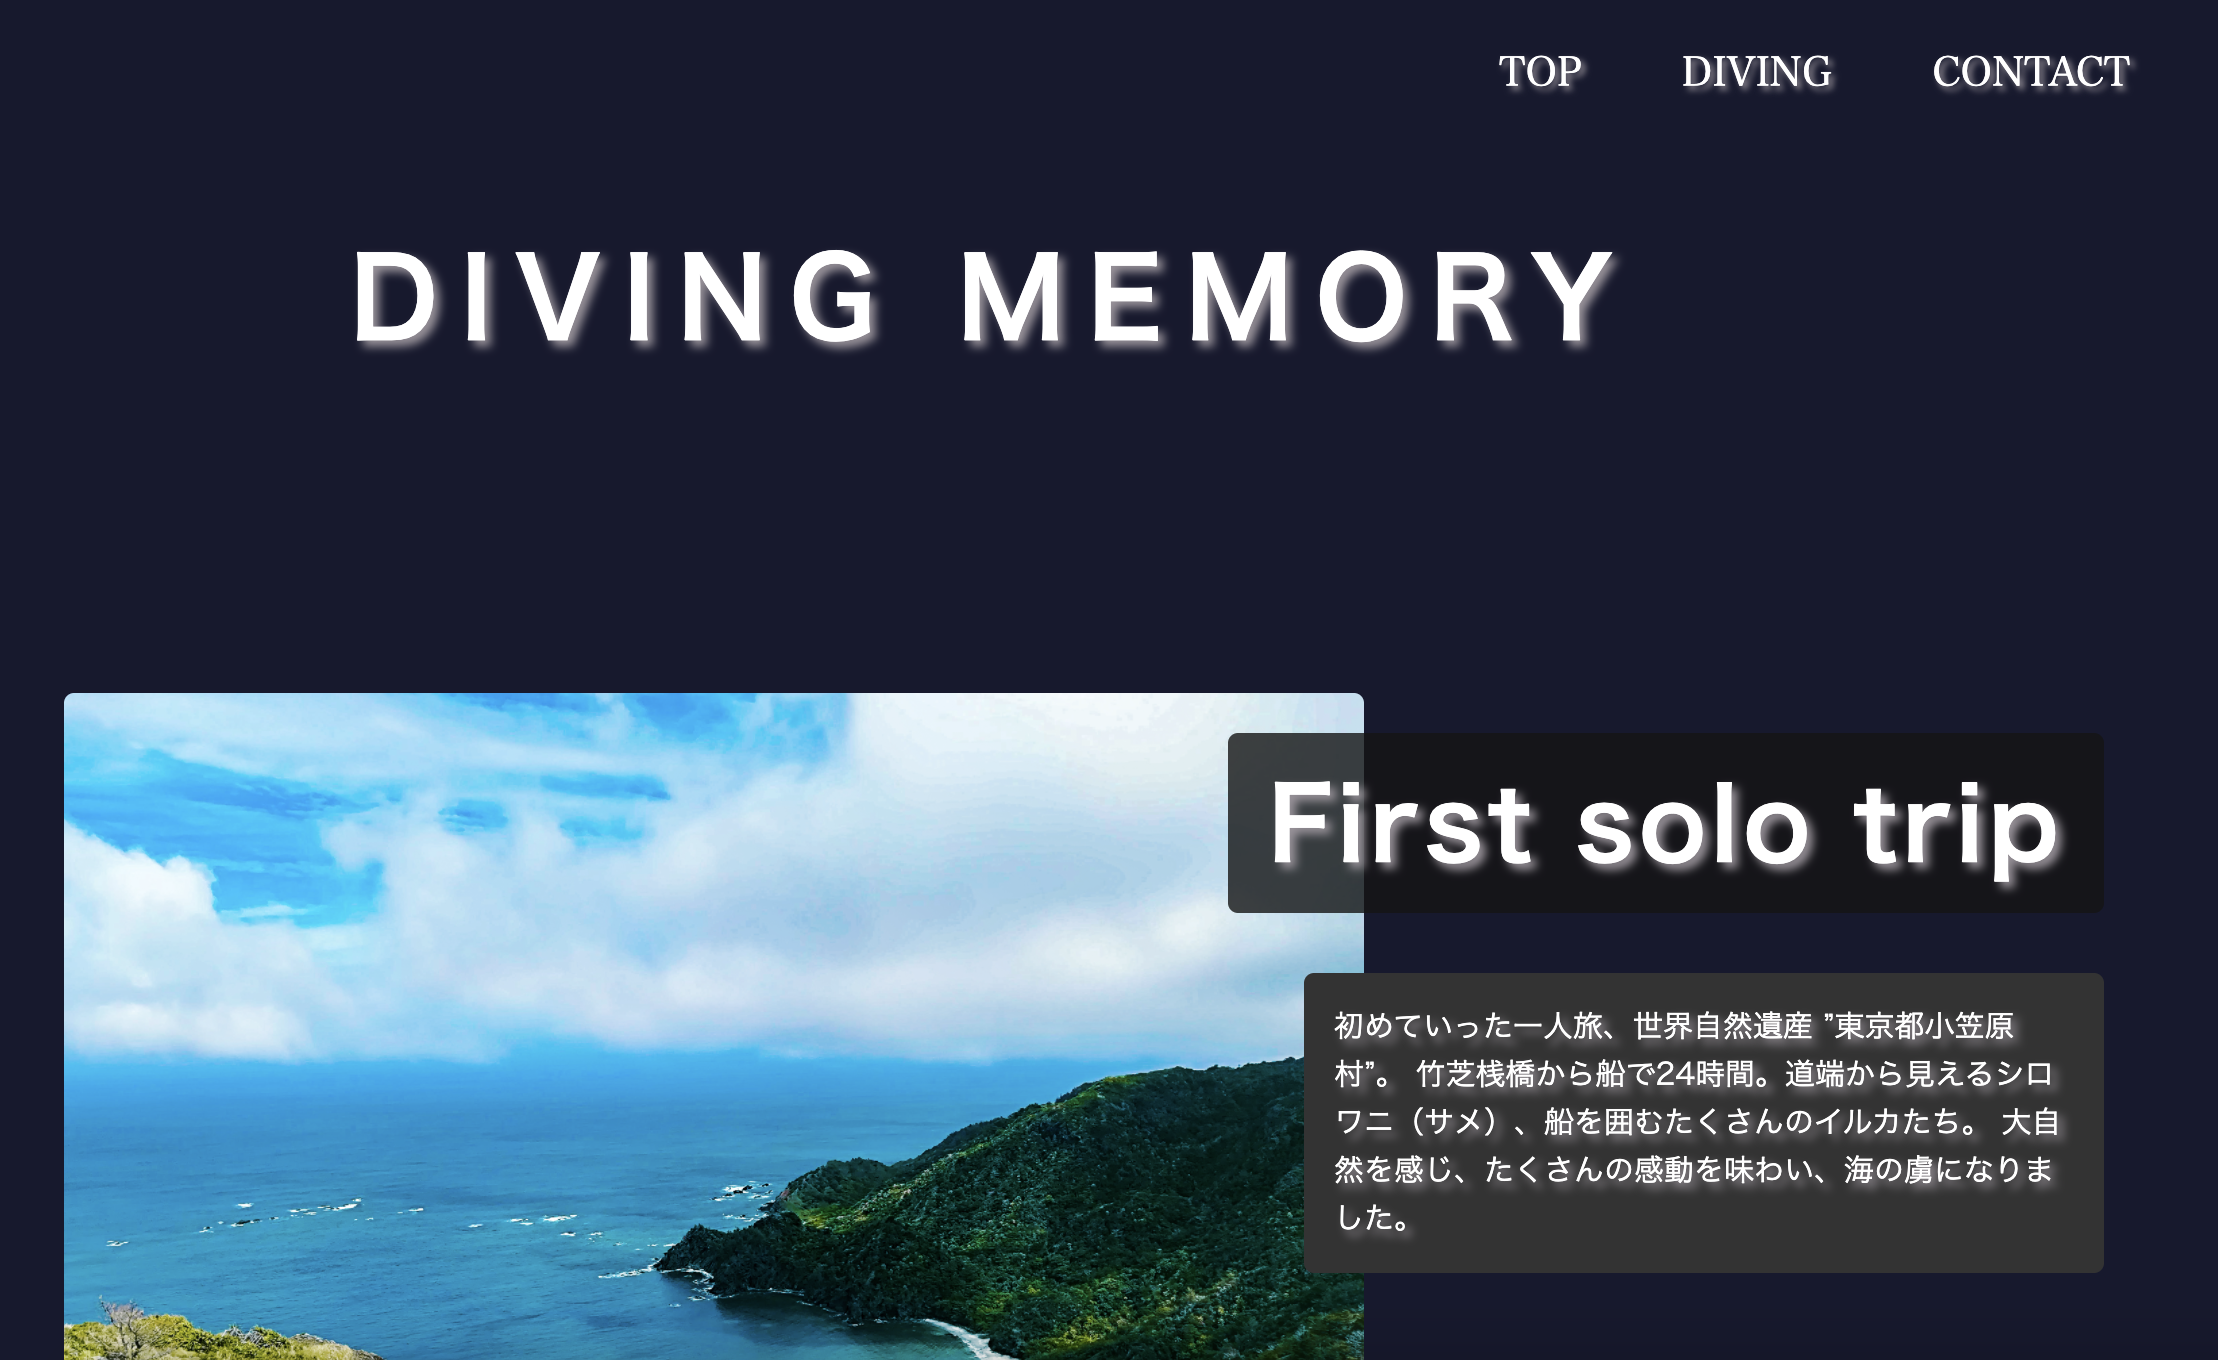 TOP DIVING CONTACT
DIVING MEMORY
First solo trip
初めていった一人旅、世界自然遺産 ”東京都小笠原
村”。 竹芝桟橋から船で24時間。道端から見えるシロ
ワニ（サメ）、船を囲むたくさんのイルカたち。 大自
然を感じ、たくさんの感動を味わい、海の虜になりま
した。